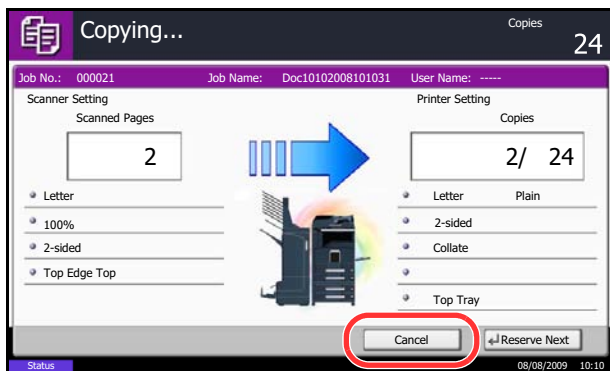 Copying... Copies
24
Job No.: 000021 Job Name: Doc10102008101031 User Name: -----
Scanner Setting Printer Setting
Scanned Pages Copies
2 2/ 24
Letter Letter Plain
100% 2-sided
2-sided Collate
Top Edge Top
Top Tray
Cancel Reserve Next
Status 08/08/2009 10:10